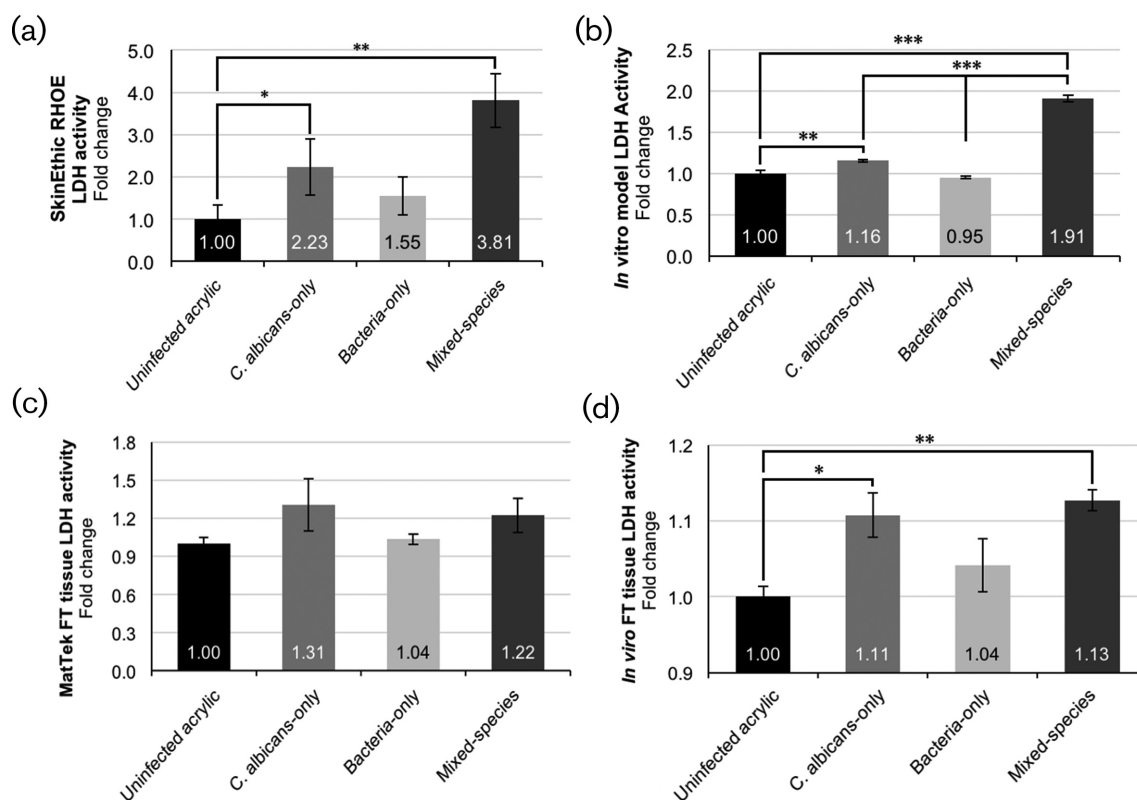 (a)
SkinEthic RHOE
LDH activity
Fold change
5.0
4.0
3.0
2.0
1.0
0.0
*
**
1.00
2.23
1.55
3.81
Uninfected acrylic
C. albicans-only
Bacteria-only
Mixed-species
(b)
In vitro model LDH Activity
Fold change
2.5
2.0
1.5
1.0
0.5
0.0
***
***
**
1.00
1.16
0.95
1.91
Uninfected acrylic
C. albicans-only
Bacteria-only
Mixed-species
(c)
MatTek FT tissue LDH activity
Fold change
1.8
1.5
1.2
0.9
0.6
0.3
0.0
1.00
1.31
1.04
1.22
Uninfected acrylic
C. albicans-only
Bacteria-only
Mixed-species
(d)
In viro FT tissue LDH activity
Fold change
1.2
1.1
1.0
0.9
**
*
1.00
1.11
1.04
1.13
Uninfected acrylic
C. albicans-only
Bacteria-only
Mixed-species